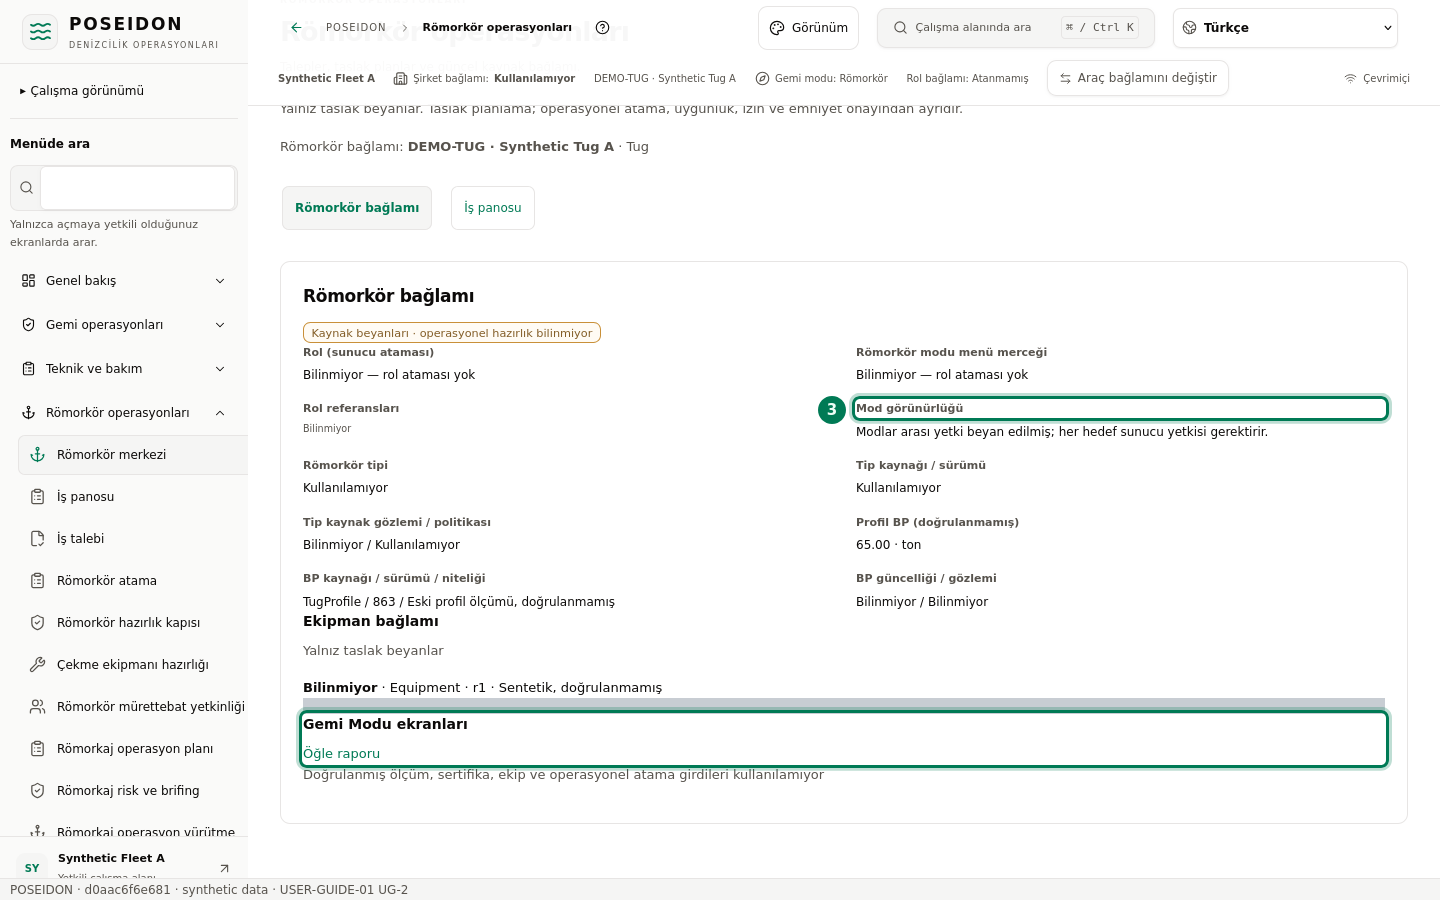 POSEIDON
DENİZCİLİK OPERASYONLARI
▸ Çalışma görünümü
Menüde ara
Yalnızca açmaya yetkili olduğunuz
ekranlarda arar.
Genel bakış
Gemi operasyonları
Teknik ve bakım
Römorkör operasyonları
Römorkör merkezi
İş panosu
İş talebi
Römorkör atama
Römorkör hazırlık kapısı
Çekme ekipmanı hazırlığı
Römorkör mürettebat yetkinliği
Römorkaj operasyon planı
Römorkaj risk ve brifing
Römorkaj operasyon yürütme
SY
Synthetic Fleet A
Yetkili çalışma alanı
POSEIDON
Römorkör operasyonları
Görünüm
Çalışma alanında ara
⌘ / Ctrl K
Türkçe
Synthetic Fleet A
Şirket bağlamı: Kullanılamıyor
DEMO-TUG · Synthetic Tug A
Gemi modu: Römorkör
Rol bağlamı: Atanmamış
Araç bağlamını değiştir
Çevrimiçi
Römorkör operasyonları
Yalnız taslak beyanlar. Taslak planlama; operasyonel atama, uygunluk, izin ve emniyet onayından ayrıdır.
Römorkör bağlamı: DEMO-TUG · Synthetic Tug A · Tug
Römorkör bağlamı
İş panosu
Römorkör bağlamı
Kaynak beyanları · operasyonel hazırlık bilinmiyor
Rol (sunucu ataması)
Bilinmiyor — rol ataması yok
Römorkör modu menü merceği
Bilinmiyor — rol ataması yok
Rol referansları
Bilinmiyor
3
Mod görünürlüğü
Modlar arası yetki beyan edilmiş; her hedef sunucu yetkisi gerektirir.
Römorkör tipi
Kullanılamıyor
Tip kaynağı / sürümü
Kullanılamıyor
Tip kaynak gözlemi / politikası
Bilinmiyor / Kullanılamıyor
Profil BP (doğrulanmamış)
65.00 · ton
BP kaynağı / sürümü / niteliği
TugProfile / 863 / Eski profil ölçümü, doğrulanmamış
BP güncelliği / gözlemi
Bilinmiyor / Bilinmiyor
Ekipman bağlamı
Yalnız taslak beyanlar
Bilinmiyor · Equipment · r1 · Sentetik, doğrulanmamış
Gemi Modu ekranları
Öğle raporu
Doğrulanmış ölçüm, sertifika, ekip ve operasyonel atama girdileri kullanılamıyor
POSEIDON · d0aac6f6e681 · synthetic data · USER-GUIDE-01 UG-2